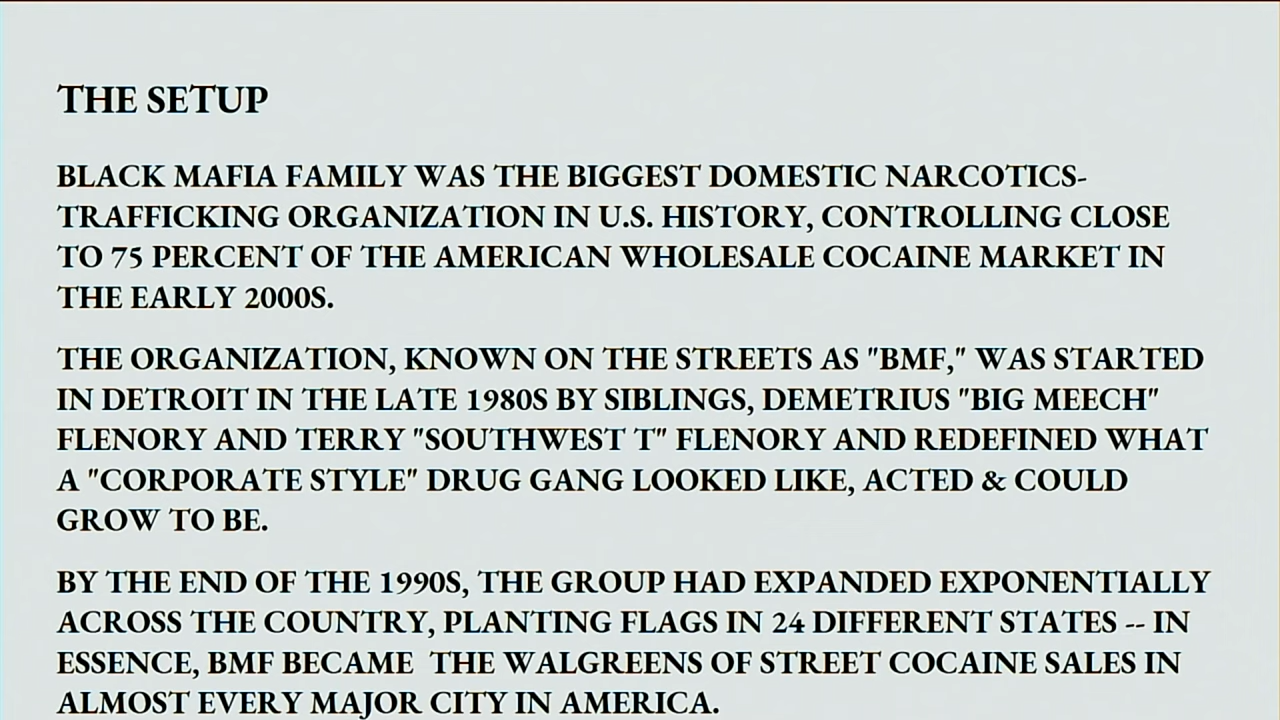 THE SETUP
BLACK MAFIA FAMILY WAS THE BIGGEST DOMESTIC NARCOTICS-
TRAFFICKING ORGANIZATION IN U.S. HISTORY, CONTROLLING CLOSE
TO 75 PERCENT OF THE AMERICAN WHOLESALE COCAINE MARKET IN
THE EARLY 2000S.
THE ORGANIZATION, KNOWN ON THE STREETS AS "BMF," WAS STARTED
IN DETROIT IN THE LATE 1980S BY SIBLINGS, DEMETRIUS "BIG MEECH"
FLENORY AND TERRY "SOUTHWEST T" FLENORY AND REDEFINED WHAT
A "CORPORATE STYLE" DRUG GANG LOOKED LIKE, ACTED & COULD
GROW TO BE.
BY THE END OF THE 1990S, THE GROUP HAD EXPANDED EXPONENTIALLY
ACROSS THE COUNTRY, PLANTING FLAGS IN 24 DIFFERENT STATES -- IN
ESSENCE, BMF BECAME  THE WALGREENS OF STREET COCAINE SALES IN
ALMOST EVERY MAJOR CITY IN AMERICA.